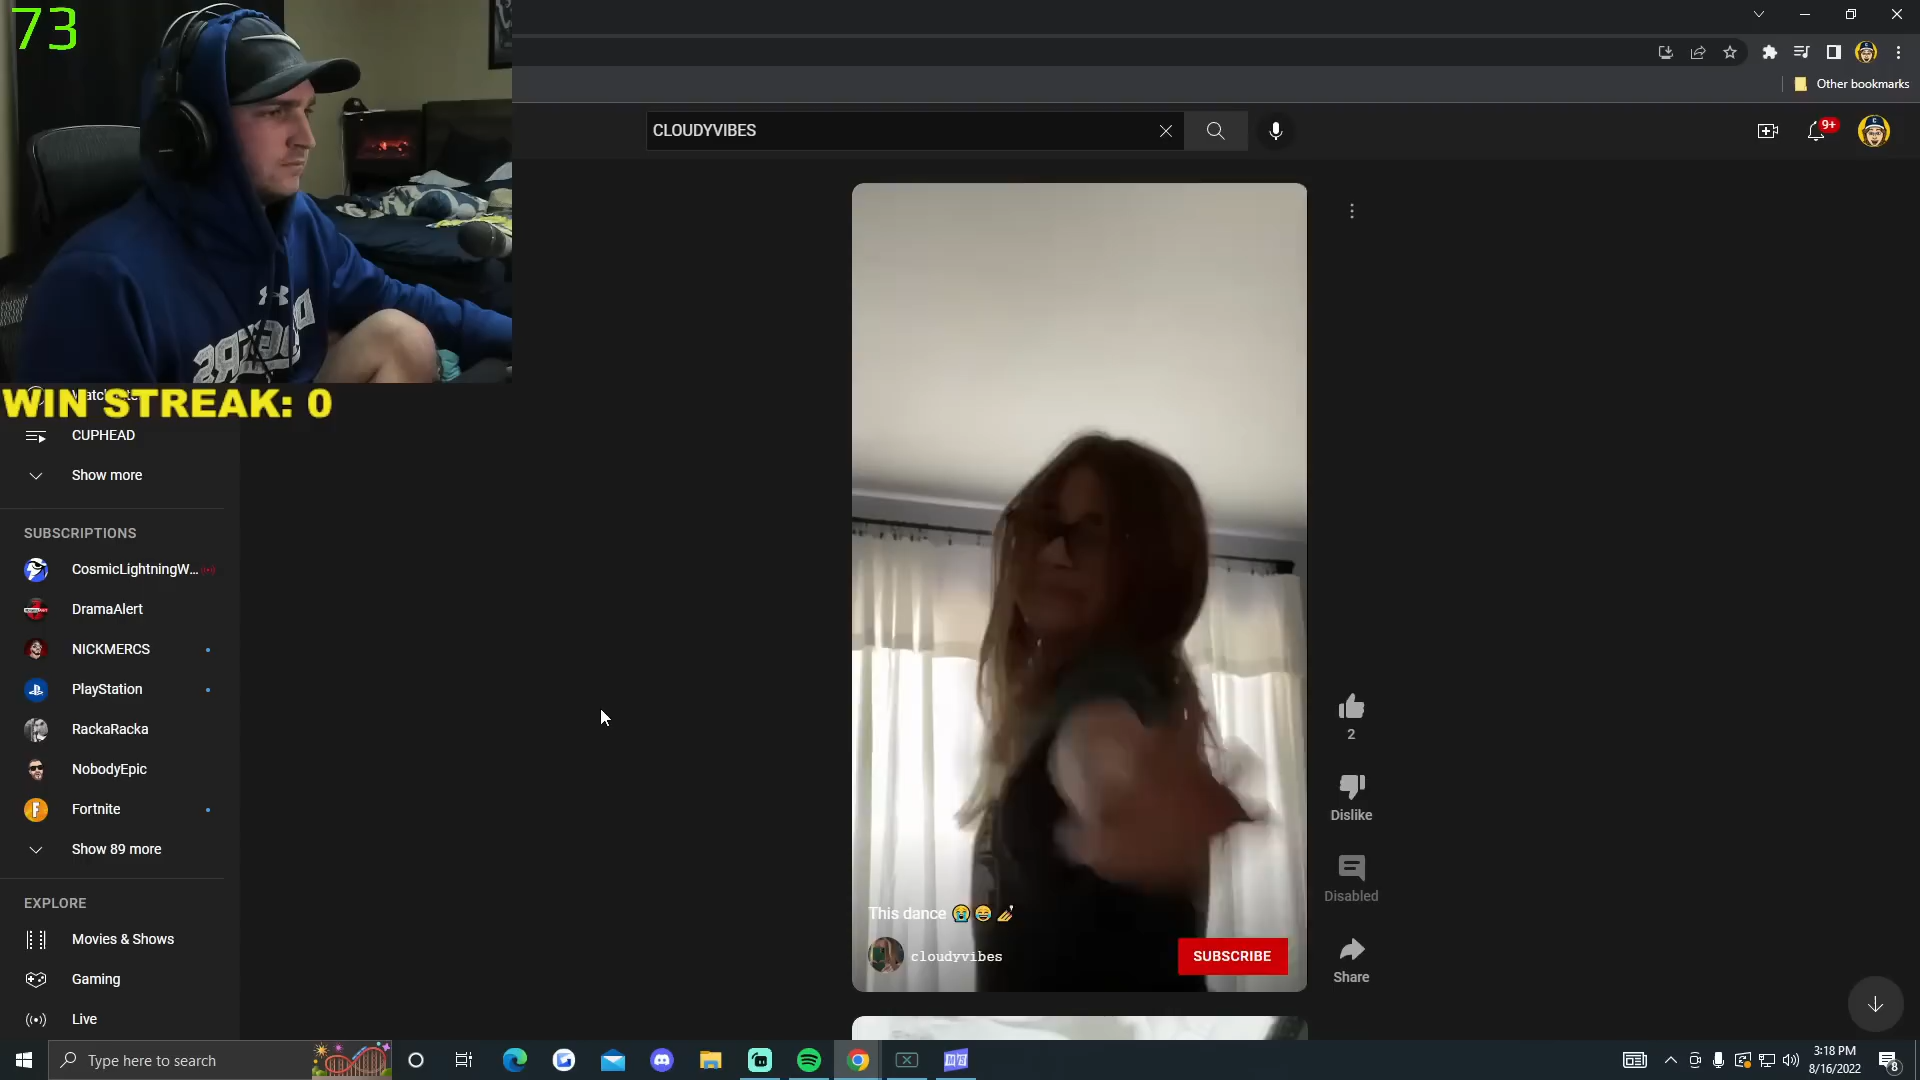 73
Other bookmarks
CLOUDYVIBES
9+
WIN STREAK: 0
CUPHEAD
Show more
SUBSCRIPTIONS
CosmicLightningW...
DramaAlert
NICKMERCS
PlayStation
RackaRacka
NobodyEpic
Fortnite
Show 89 more
EXPLORE
Movies & Shows
Gaming
Live
2
Dislike
Disabled
Share
This dance 😭 😂 💅
cloudyvibes
SUBSCRIBE
Type here to search
3:18 PM
8/16/2022
8